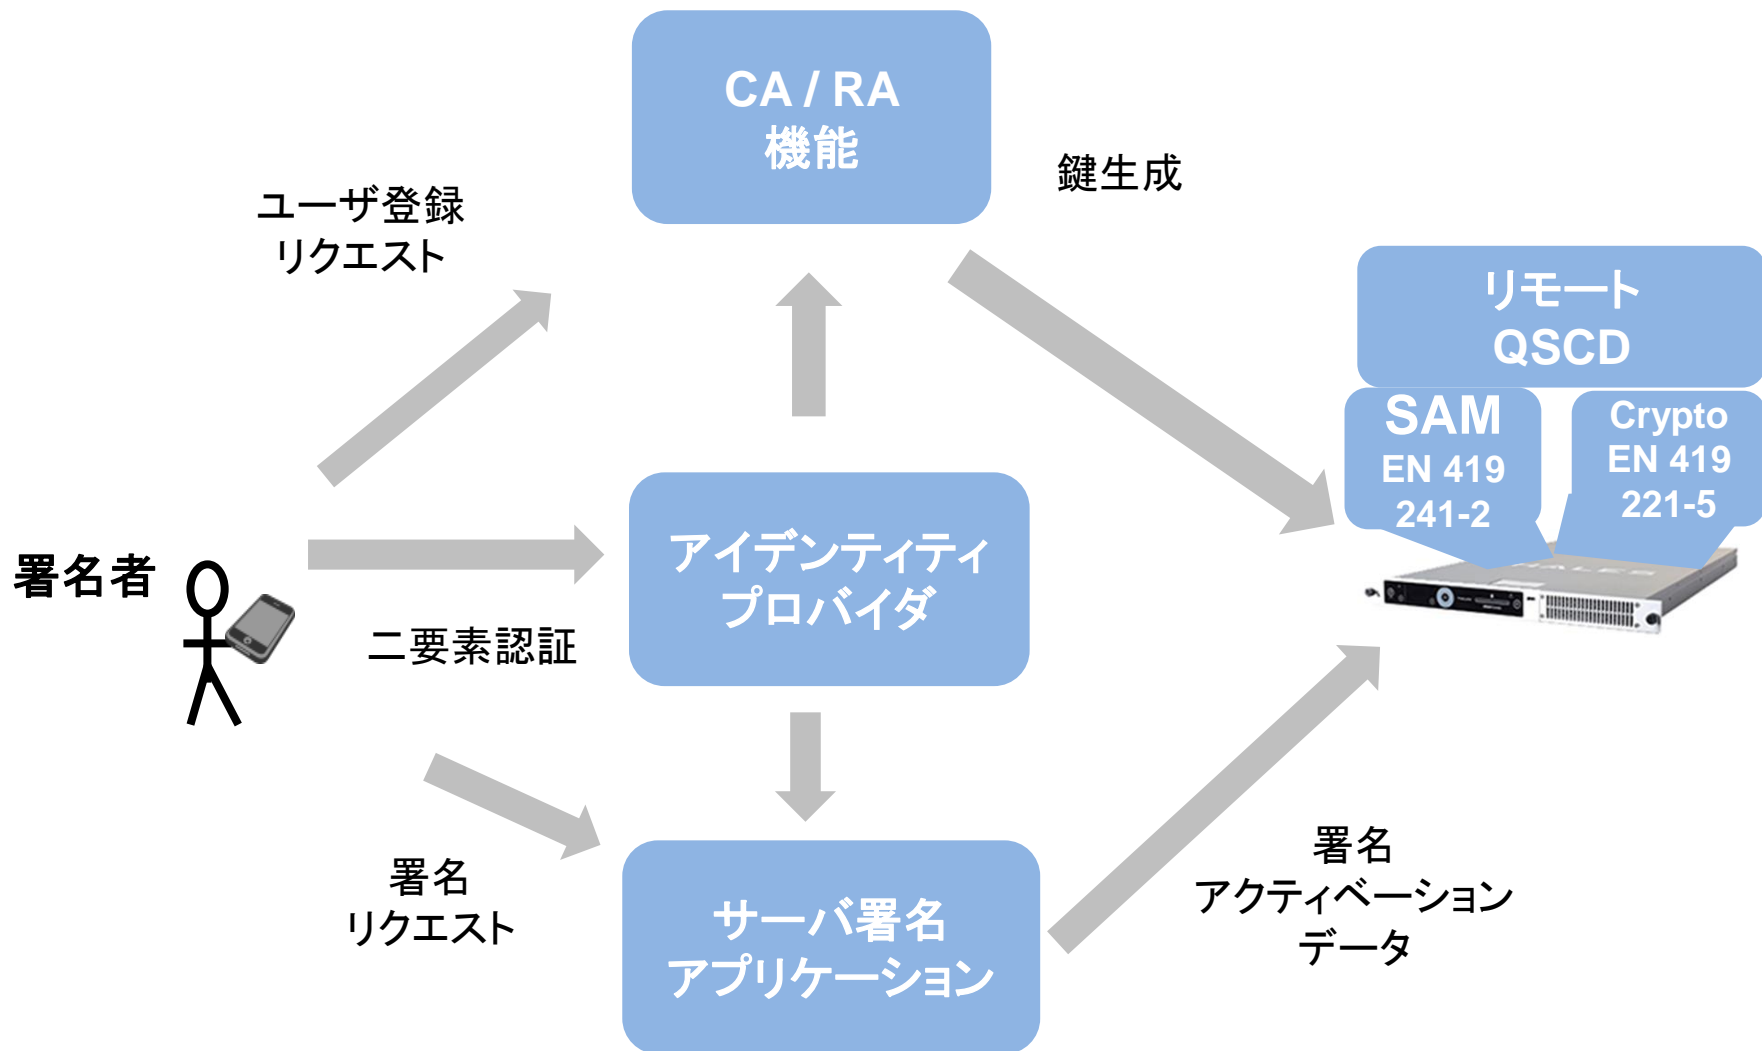 CA / RA
機能
鍵生成
ユーザ登録
リクエスト
リモート
QSCD
SAM
EN 419
241-2
Crypto
EN 419
221-5
署名者
二要素認証
アイデンティティ
プロバイダ
署名
リクエスト
サーバ署名
アプリケーション
署名
アクティベーション
データ